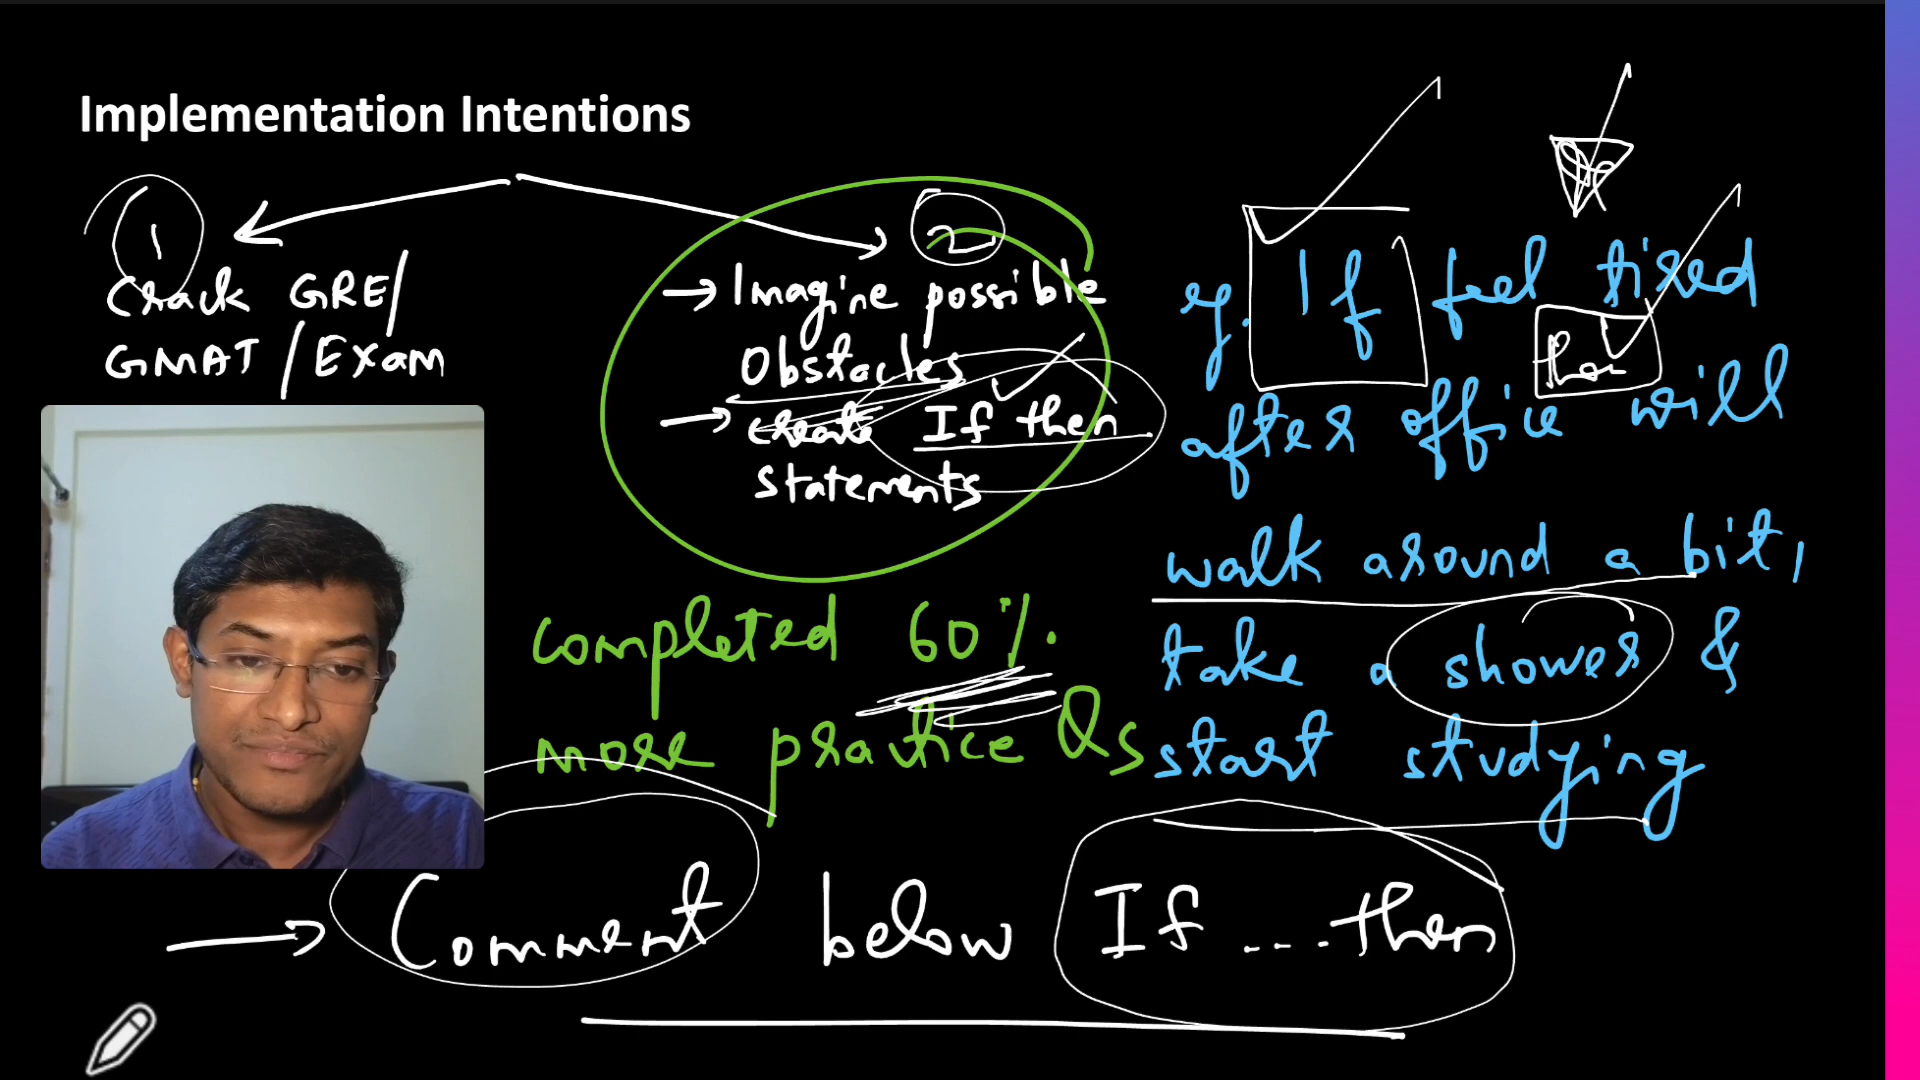 Implementation Intentions
1
Crack GRE/
GMAT / Exam
2
→ Imagine possible
Obstacles
→ create If then
statements
completed 60%.
more practice Qs
eg. If feel tired
then
after office will
walk around a bit,
take a shower &
start studying
→ Comment below If ... then